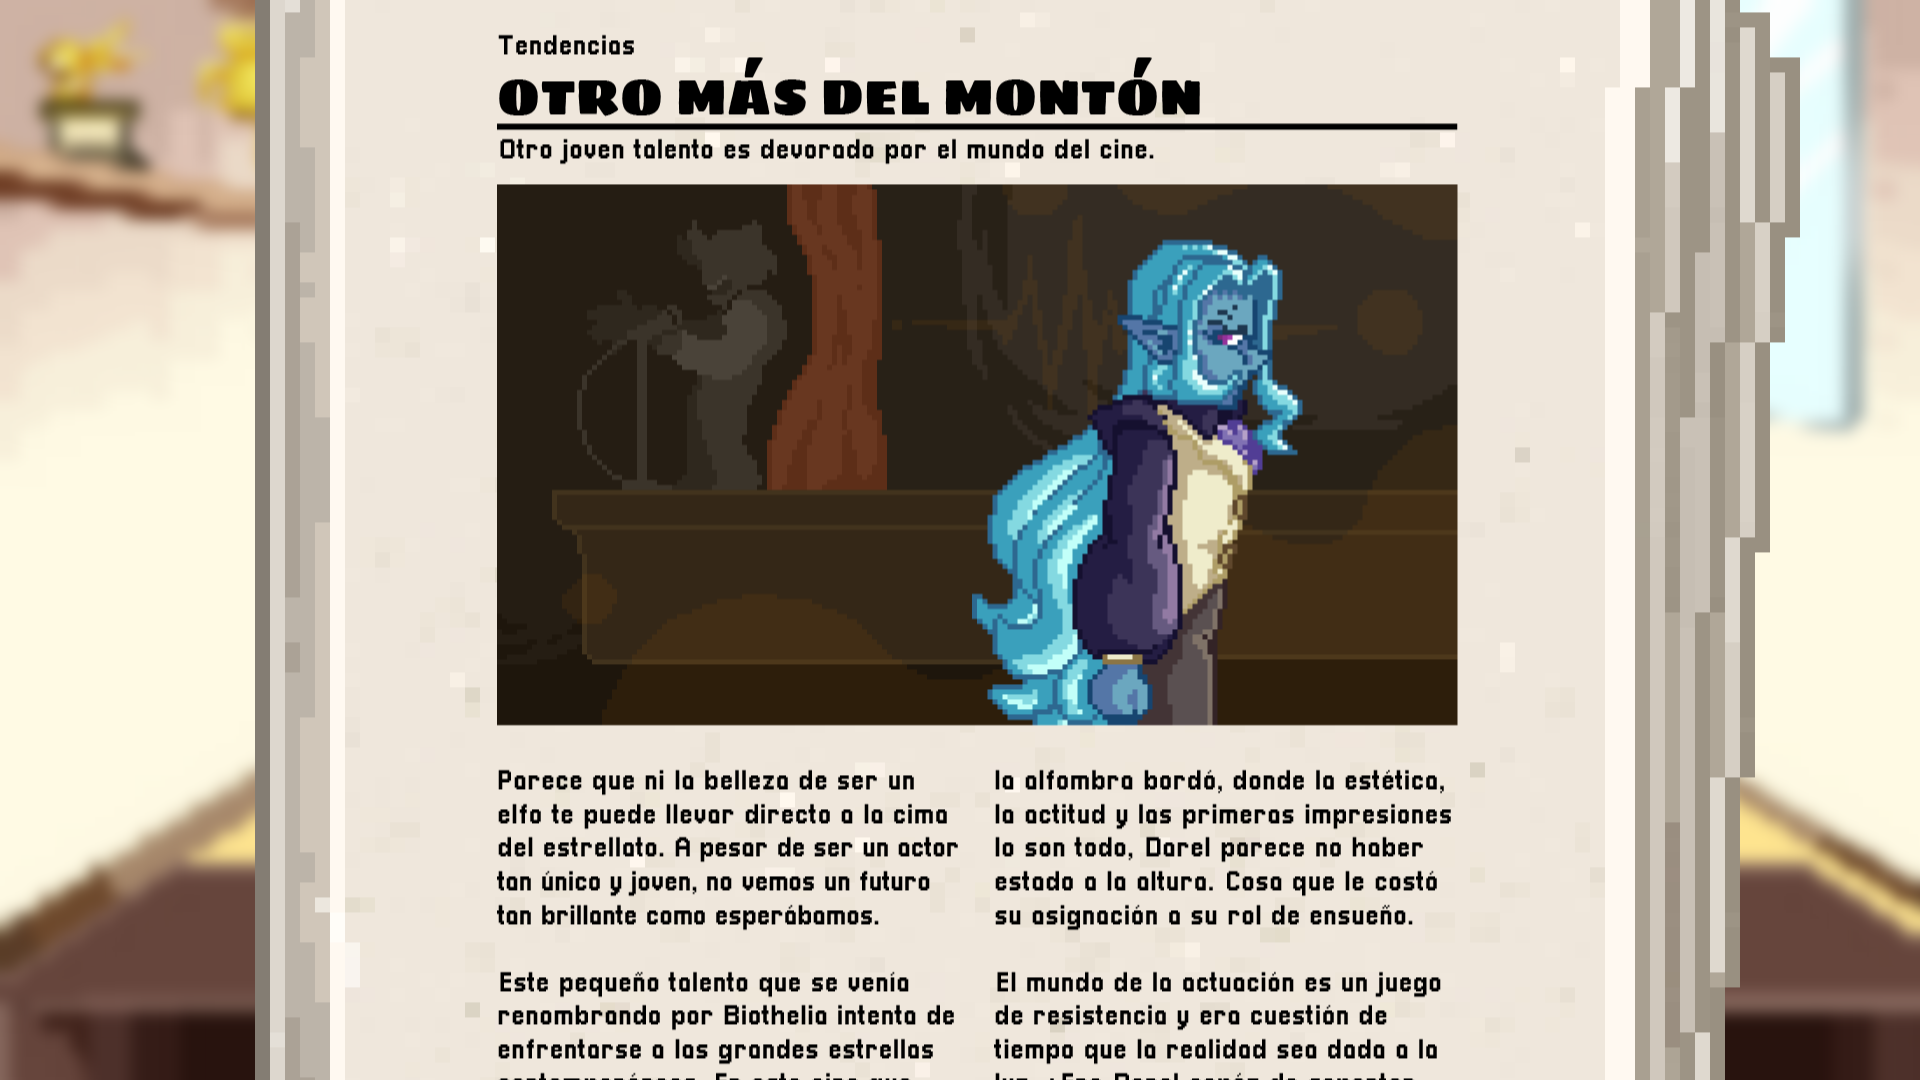 Tendencias
OTRO MÁS DEL MONTÓN
Otro joven talento es devorado por el mundo del cine.
Parece que ni la belleza de ser un
elfo te puede llevar directo a la cima
del estrellato. A pesar de ser un actor
tan único y joven, no vemos un futuro
tan brillante como esperábamos.
Este pequeño talento que se venía
renombrando por Biothelia intenta de
enfrentarse a las grandes estrellas
la alfombra bordó, donde la estética,
la actitud y las primeras impresiones
lo son todo, Darel parece no haber
estado a la altura. Cosa que le costó
su asignación a su rol de ensueño.
El mundo de la actuación es un juego
de resistencia y era cuestión de
tiempo que la realidad sea dada a la